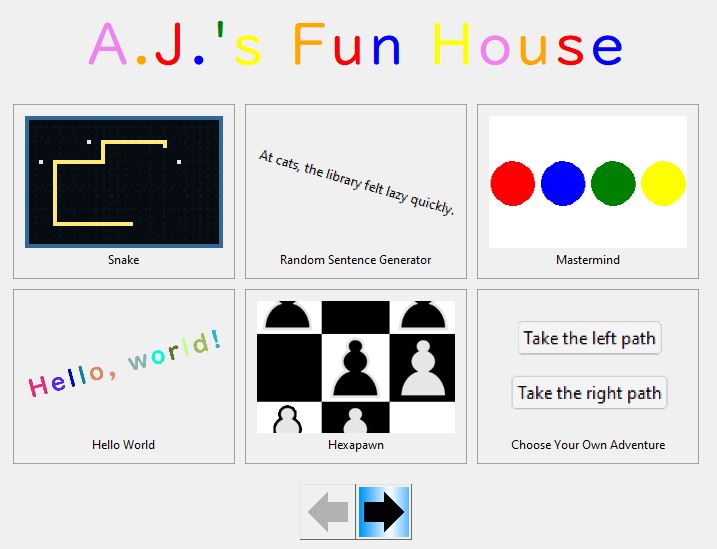 A.J.'s Fun House
At cats, the library felt lazy quickly.
Snake
Random Sentence Generator
Mastermind
Hello, world!
Take the left path
Take the right path
Hello World
Hexapawn
Choose Your Own Adventure